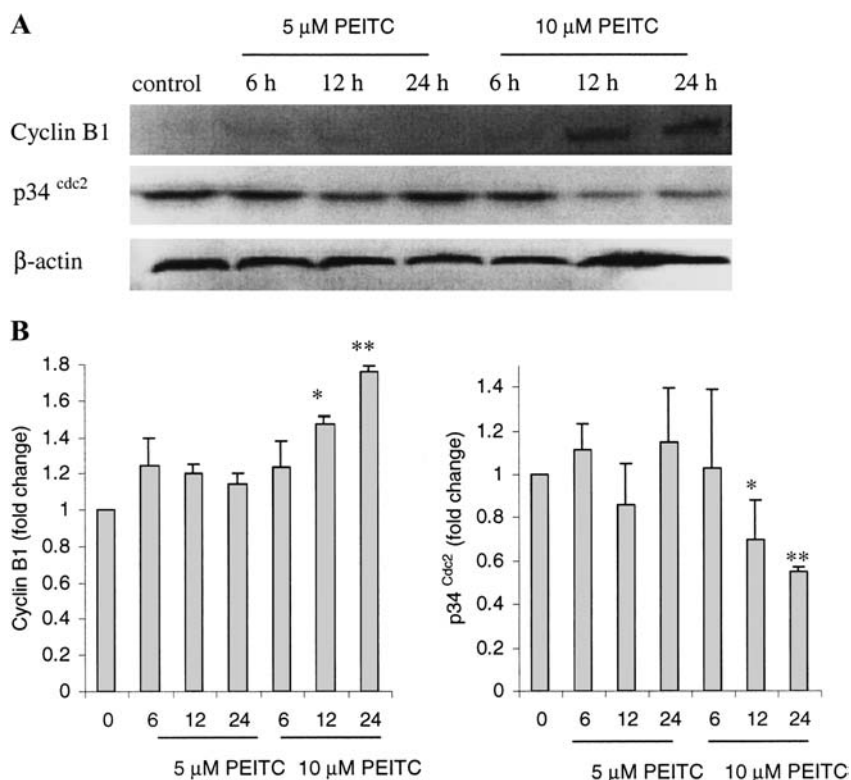 A
5 μM PEITC 10 μM PEITC
control 6 h 12 h 24 h 6 h 12 h 24 h
Cyclin B1
p34 cdc2
β-actin
B
Cyclin B1 (fold change)
1.8
1.6
1.4
1.2
1
0.8
0.6
0.4
0.2
0
* **
0 6 12 24 6 12 24
5 μM PEITC 10 μM PEITC
p34 Cdc2 (fold change)
1.4
1.2
1
0.8
0.6
0.4
0.2
0
* **
0 6 12 24 6 12 24
5 μM PEITC 10 μM PEITC